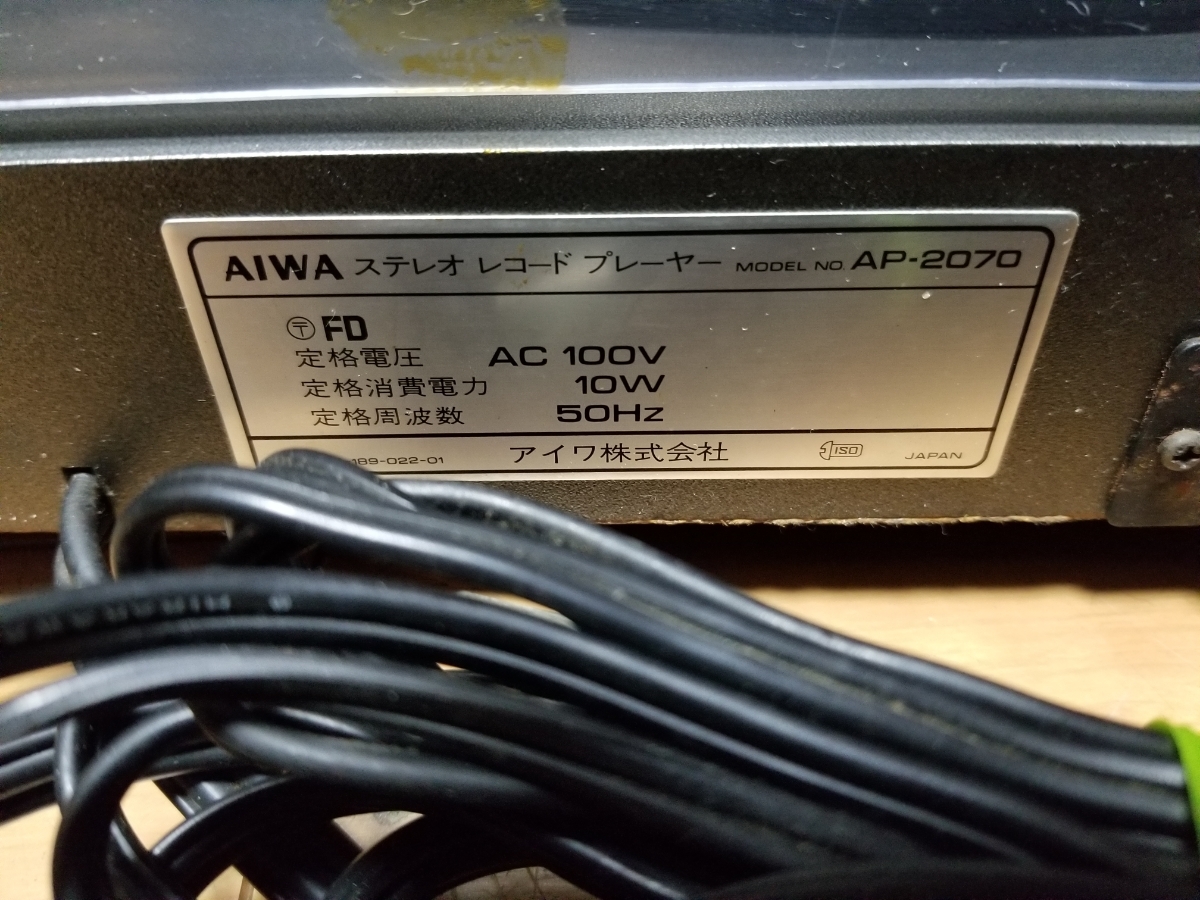 AIWA ステレオ レコード プレーヤー MODEL NO. AP-2070
〒 FD
定格電圧 AC 100V
定格消費電力 10W
定格周波数 50Hz
189-022-01 アイワ株式会社 ISO JAPAN